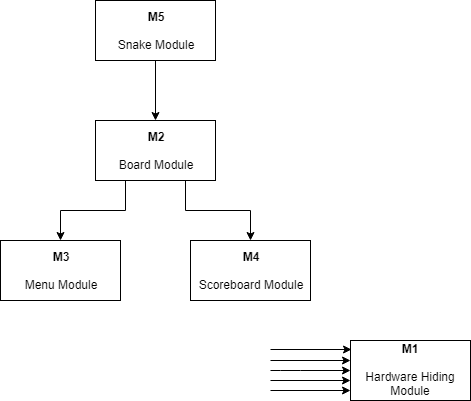 M5
Snake Module
M2
Board Module
M3
Menu Module
M4
Scoreboard Module
M1
Hardware Hiding
Module